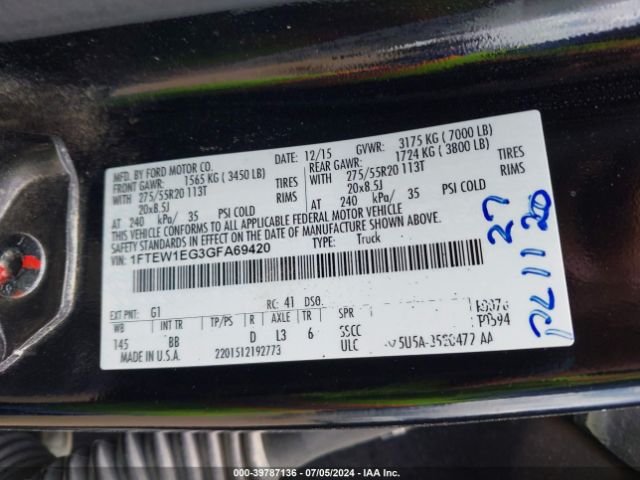 MFD. BY FORD MOTOR CO. DATE: 12/15 GVWR: 3175 KG ( 7000 LB)
FRONT GAWR: 1565 KG ( 3450 LB) REAR GAWR: 1724 KG ( 3800 LB)
WITH 275/55R20 113T TIRES WITH 275/55R20 113T TIRES
20x8.5J RIMS 20x8.5J RIMS
AT 240 kPa/ 35 PSI COLD AT 240 kPa/ 35 PSI COLD
THIS VEHICLE CONFORMS TO ALL APPLICABLE FEDERAL MOTOR VEHICLE
SAFETY STANDARDS IN EFFECT ON THE DATE OF MANUFACTURE SHOWN ABOVE.
VIN: 1FTEW1EG3GFA69420 TYPE: Truck
EXT PNT: G1 RC: 41 DSO:
WB INT TR TP/PS R AXLE TR SPR
145 BB D L3 6 SSCC
MADE IN U.S.A. 2201512192773 ULC
27
1120
000-39787136 - 07/05/2024 - IAA Inc.